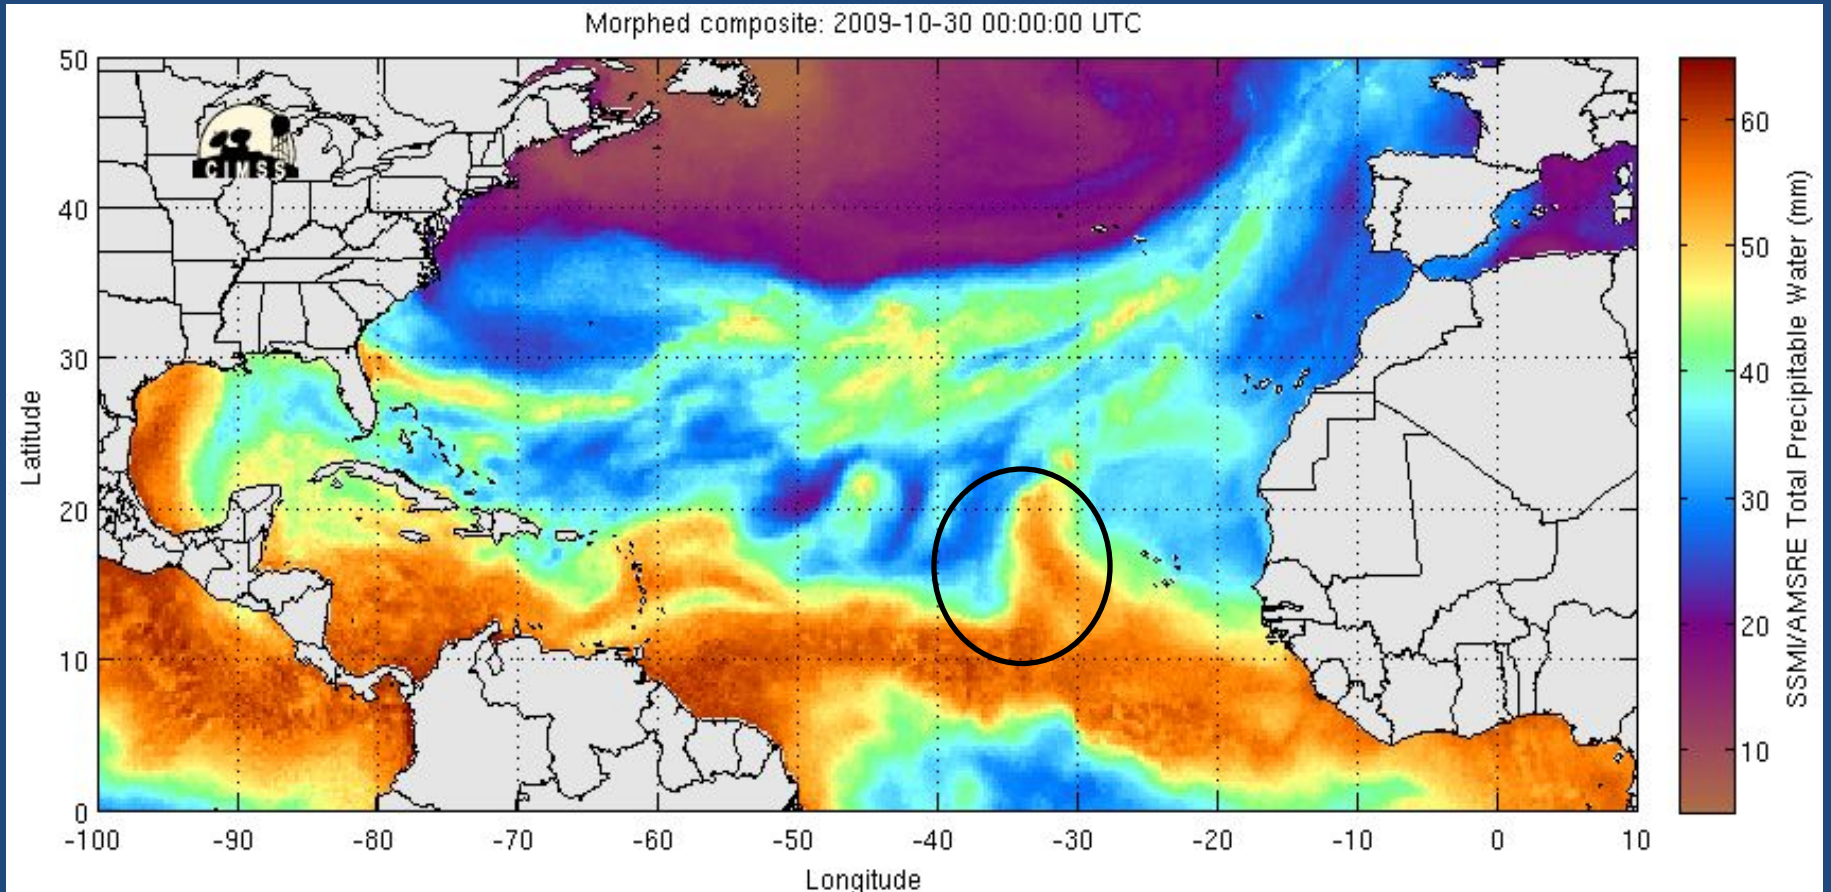 Morphed composite: 2009-10-30 00:00:00 UTC
CIMSS
50
40
30
20
10
0
Latitude
-100 -90 -80 -70 -60 -50 -40 -30 -20 -10 0 10
Longitude
60
50
40
30
20
10
SSMI/AMSRE Total Precipitable Water (mm)